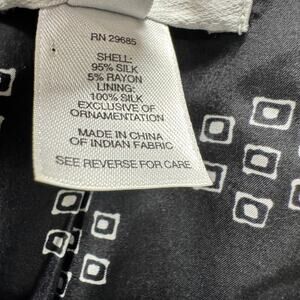 RN 29685
SHELL:
95% SILK
5% RAYON
LINING:
100% SILK
EXCLUSIVE OF
ORNAMENTATION
MADE IN CHINA
OF INDIAN FABRIC
SEE REVERSE FOR CARE